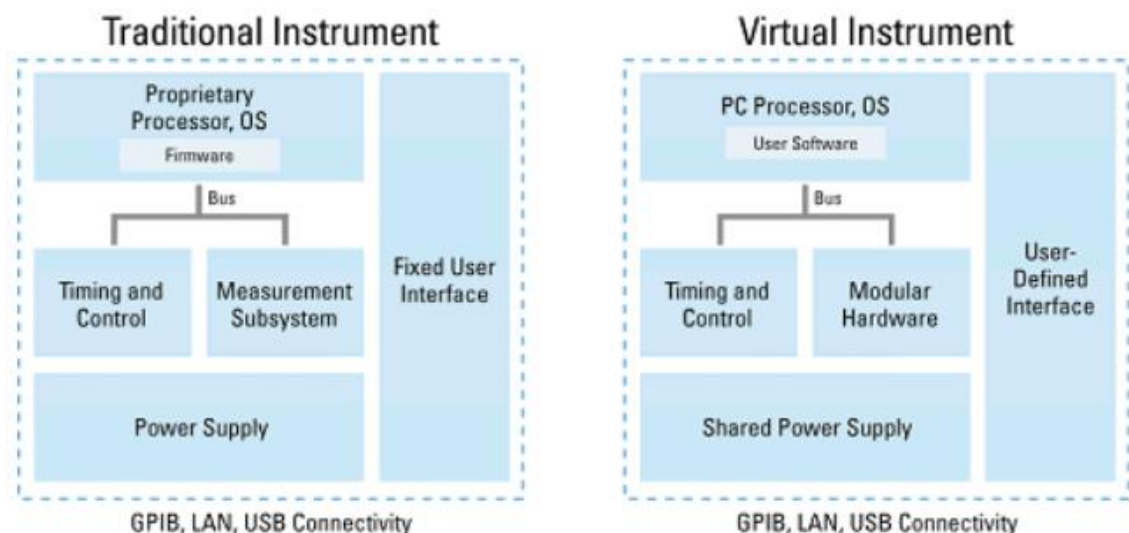 Traditional Instrument
Proprietary
Processor, OS
Firmware
Bus
Timing and
Control
Measurement
Subsystem
Fixed User
Interface
Power Supply
GPIB, LAN, USB Connectivity
Virtual Instrument
PC Processor, OS
User Software
Bus
Timing and
Control
Modular
Hardware
User-
Defined
Interface
Shared Power Supply
GPIB, LAN, USB Connectivity